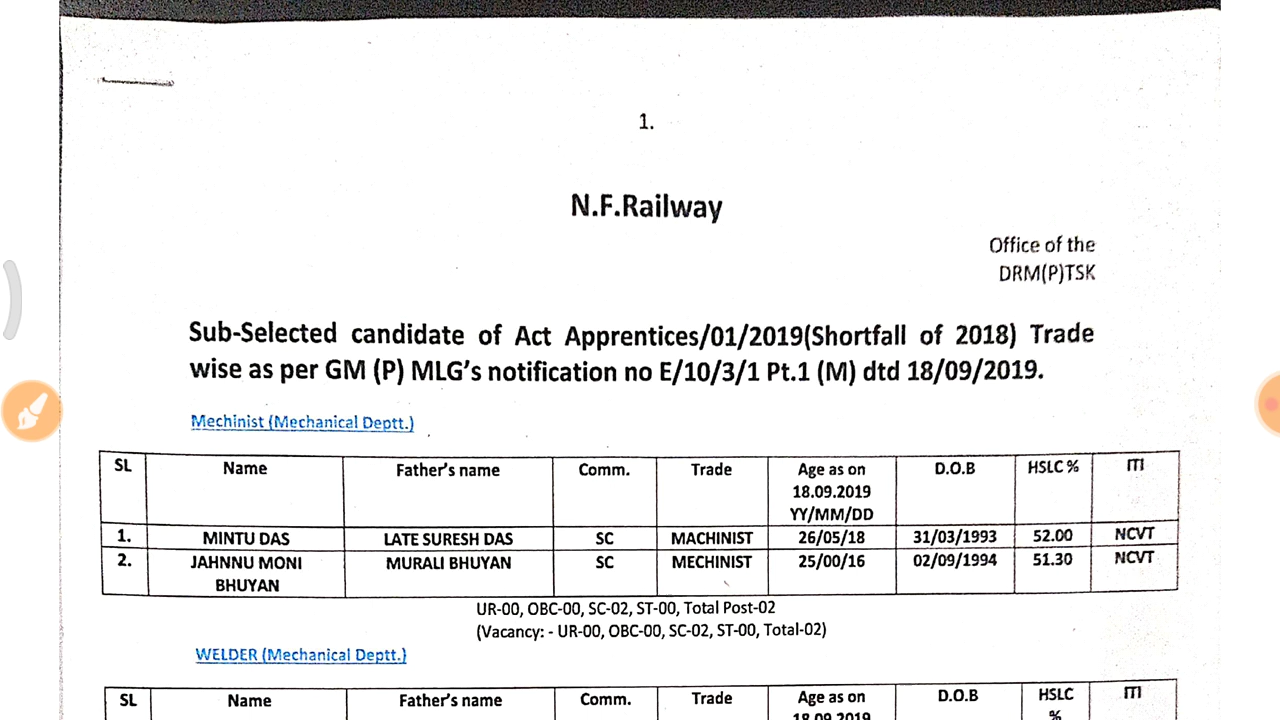 1.
N.F.Railway
Office of the
DRM(P)TSK
Sub-Selected candidate of Act Apprentices/01/2019(Shortfall of 2018) Trade
wise as per GM (P) MLG's notification no E/10/3/1 Pt.1 (M) dtd 18/09/2019.
Mechinist (Mechanical Deptt.)
SL Name Father's name Comm. Trade Age as on D.O.B HSLC % ITI
18.09.2019
YY/MM/DD
1. MINTU DAS LATE SURESH DAS SC MACHINIST 26/05/18 31/03/1993 52.00 NCVT
2. JAHNNU MONI MURALI BHUYAN SC MECHINIST 25/00/16 02/09/1994 51.30 NCVT
BHUYAN
UR-00, OBC-00, SC-02, ST-00, Total Post-02
(Vacancy: - UR-00, OBC-00, SC-02, ST-00, Total-02)
WELDER (Mechanical Deptt.)
SL Name Father's name Comm. Trade Age as on D.O.B HSLC ITI
18.09.2019 %